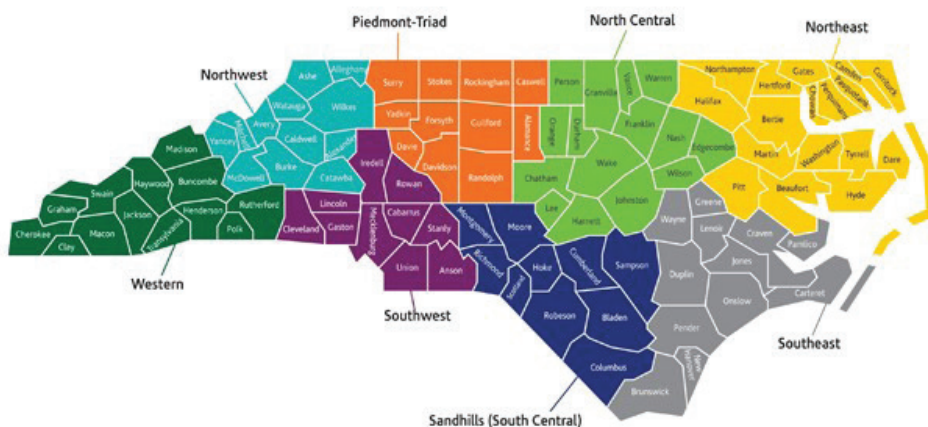 Piedmont-Triad
North Central
Northeast
Northwest
Western
Southwest
Sandhills (South Central)
Southeast
Ashe
Alleghany
Watauga
Wilkes
Avery
Mitchell
Yancey
Caldwell
Alexander
Burke
McDowell
Catawba
Surry
Stokes
Rockingham
Caswell
Yadkin
Forsyth
Guilford
Alamance
Davie
Davidson
Randolph
Person
Granville
Vance
Warren
Orange
Durham
Franklin
Nash
Edgecombe
Wake
Chatham
Wilson
Lee
Harnett
Johnston
Northampton
Gates
Camden
Currituck
Pasquotank
Perquimans
Chowan
Hertford
Halifax
Bertie
Martin
Washington
Tyrrell
Dare
Pitt
Beaufort
Hyde
Madison
Buncombe
Haywood
Swain
Graham
Jackson
Henderson
Rutherford
Cherokee
Macon
Transylvania
Polk
Clay
Iredell
Rowan
Lincoln
Cleveland
Gaston
Mecklenburg
Cabarrus
Stanly
Union
Anson
Montgomery
Moore
Richmond
Scotland
Hoke
Cumberland
Sampson
Robeson
Bladen
Columbus
Wayne
Greene
Lenoir
Craven
Pamlico
Jones
Duplin
Onslow
Carteret
Pender
New
Hanover
Brunswick